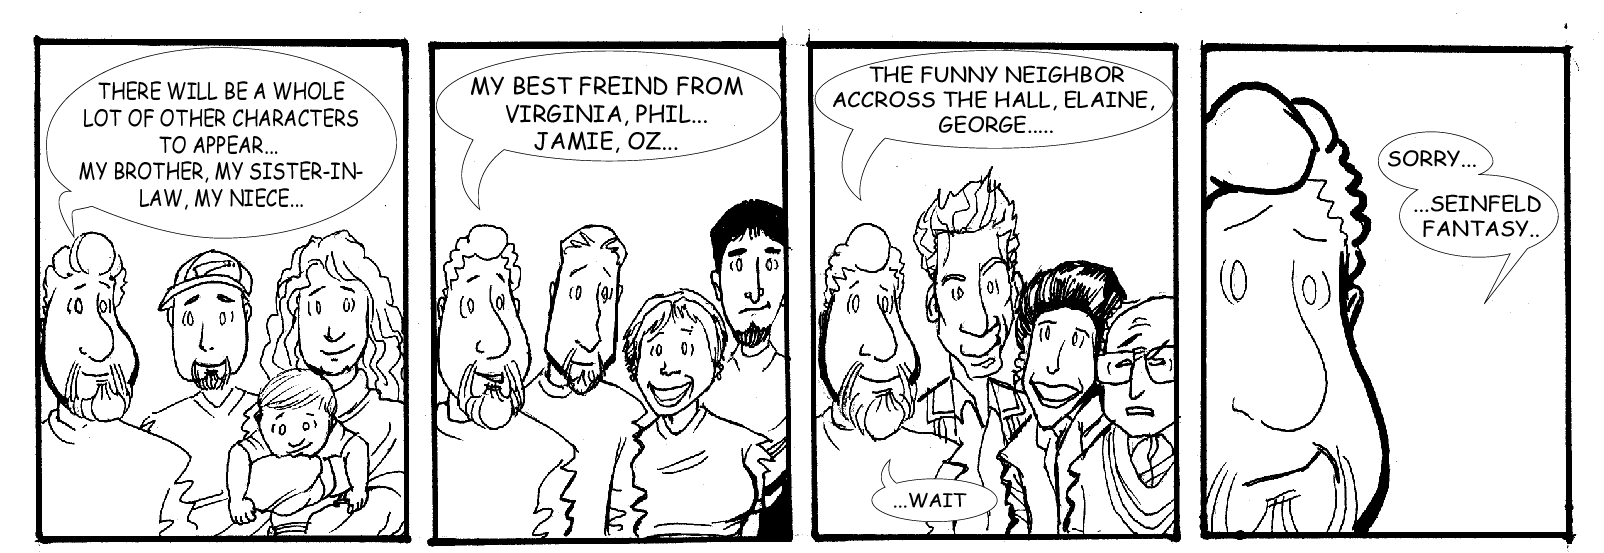 THERE WILL BE A WHOLE
LOT OF OTHER CHARACTERS
TO APPEAR...
MY BROTHER, MY SISTER-IN-
LAW, MY NIECE...
MY BEST FREIND FROM
VIRGINIA, PHIL...
JAMIE, OZ...
THE FUNNY NEIGHBOR
ACCROSS THE HALL, ELAINE,
GEORGE.....
...WAIT
SORRY...
...SEINFELD
FANTASY..